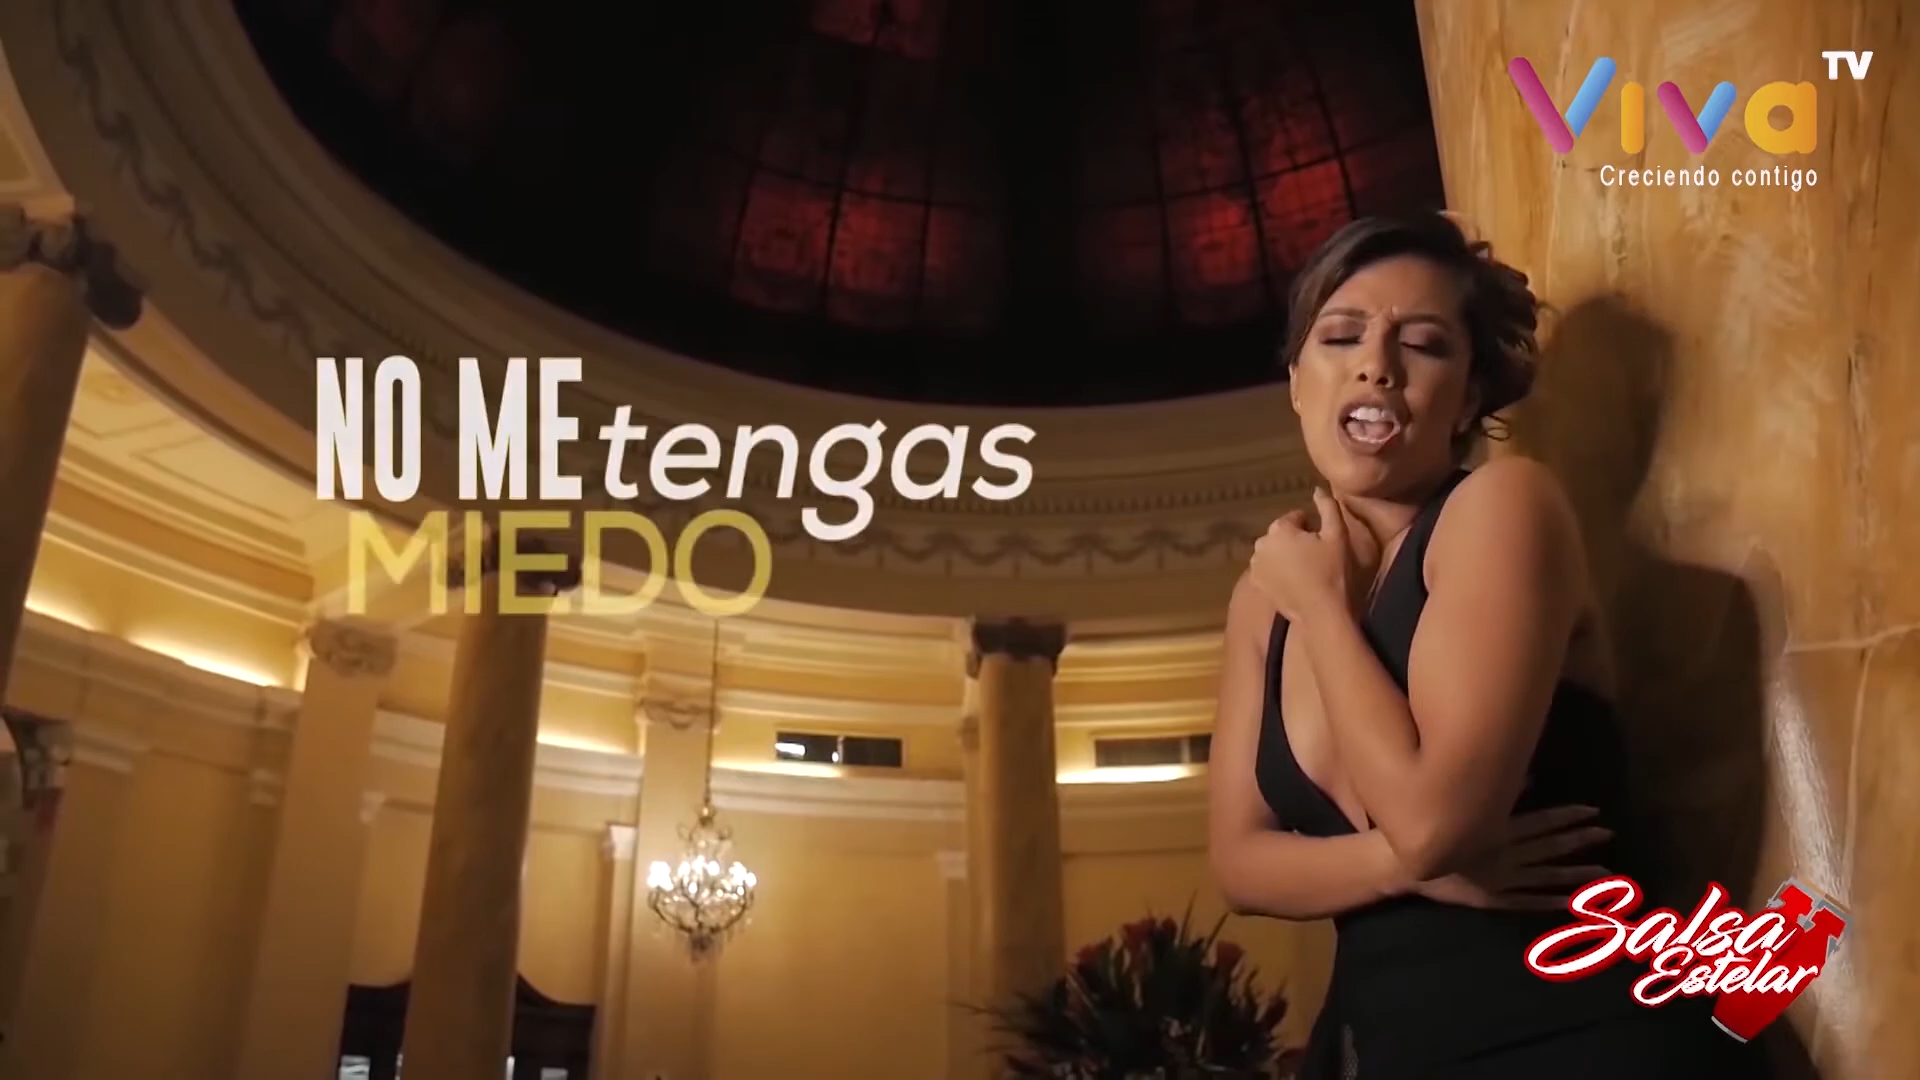 TV
Viva
Creciendo contigo
NO ME tengas
MIEDO
Salsa
Estelar